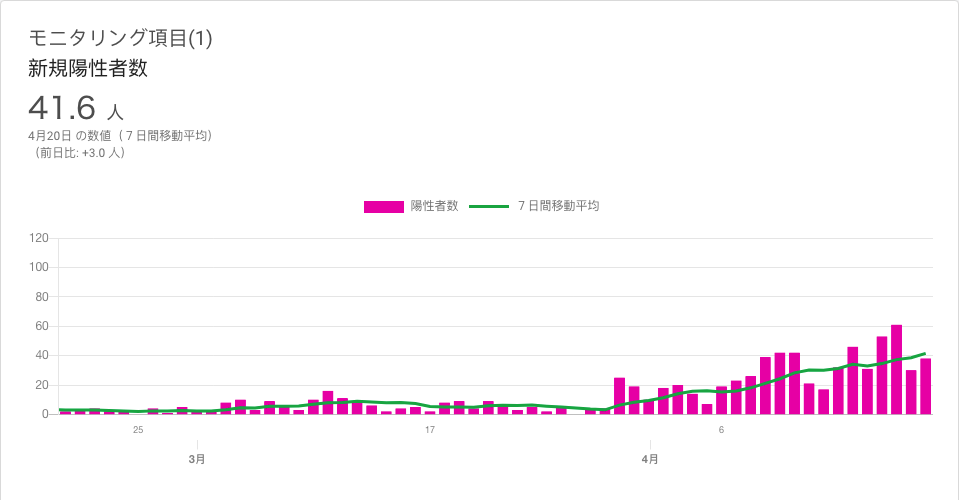 モニタリング項目(1)
新規陽性者数
41.6 人
4月20日 の数値（７日間移動平均）
（前日比: +3.0 人）
陽性者数 ７日間移動平均
120
100
80
60
40
20
0
25 17 6
3月 4月